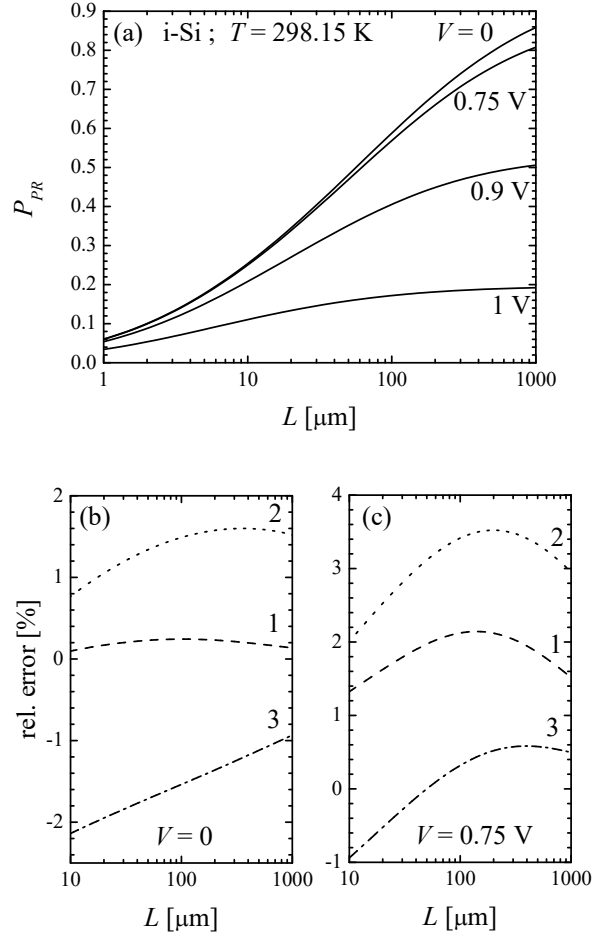 (a) i-Si ; T = 298.15 K V = 0
0.9
0.8
0.7
0.6
0.5
0.4
0.3
0.2
0.1
0.0
P_PR
0.75 V
0.9 V
1 V
1 10 100 1000
L [μm]
(b)
2
1
0
-1
-2
rel. error [%]
2
1
3
V = 0
10 100 1000
L [μm]
(c)
4
3
2
1
0
-1
2
1
3
V = 0.75 V
10 100 1000
L [μm]